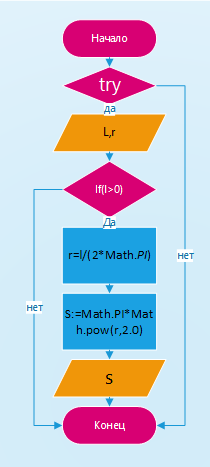 Начало
try
да
L,r
If(l>0)
Да
r=l/(2*Math.PI)
нет
S:=Math.PI*Mat
h.pow(r,2.0)
нет
S
Конец